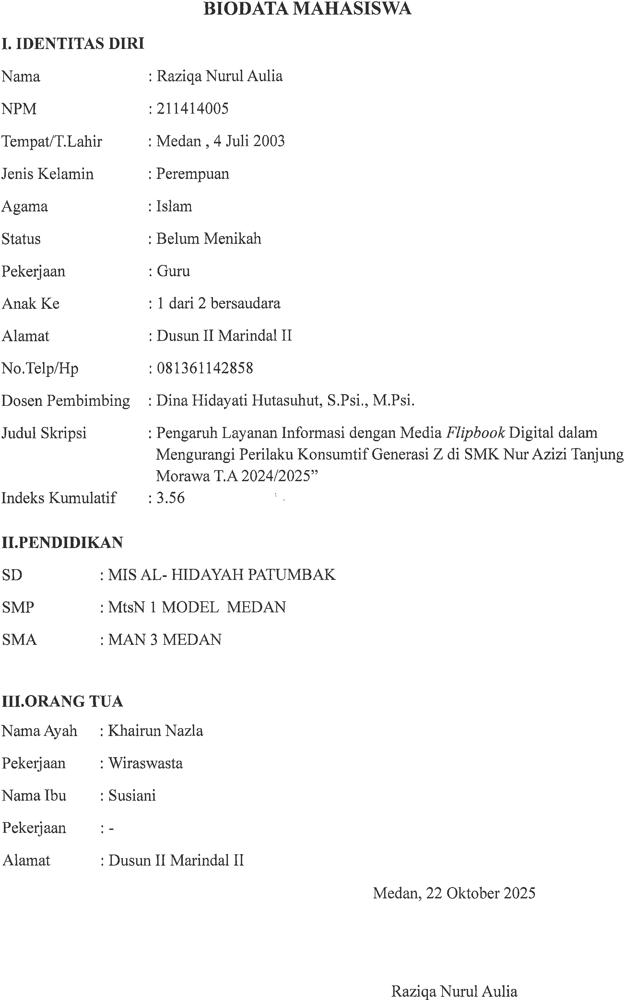 BIODATA MAHASISWA
I. IDENTITAS DIRI
Nama : Raziqa Nurul Aulia
NPM : 211414005
Tempat/T.Lahir : Medan , 4 Juli 2003
Jenis Kelamin : Perempuan
Agama : Islam
Status : Belum Menikah
Pekerjaan : Guru
Anak Ke : 1 dari 2 bersaudara
Alamat : Dusun II Marindal II
No.Telp/Hp : 081361142858
Dosen Pembimbing : Dina Hidayati Hutasuhut, S.Psi., M.Psi.
Judul Skripsi : Pengaruh Layanan Informasi dengan Media Flipbook Digital dalam
Mengurangi Perilaku Konsumtif Generasi Z di SMK Nur Azizi Tanjung
Morawa T.A 2024/2025”
Indeks Kumulatif : 3.56
II.PENDIDIKAN
SD : MIS AL- HIDAYAH PATUMBAK
SMP : MtsN 1 MODEL MEDAN
SMA : MAN 3 MEDAN
III.ORANG TUA
Nama Ayah : Khairun Nazla
Pekerjaan : Wiraswasta
Nama Ibu : Susiani
Pekerjaan : -
Alamat : Dusun II Marindal II
Medan, 22 Oktober 2025
Raziqa Nurul Aulia